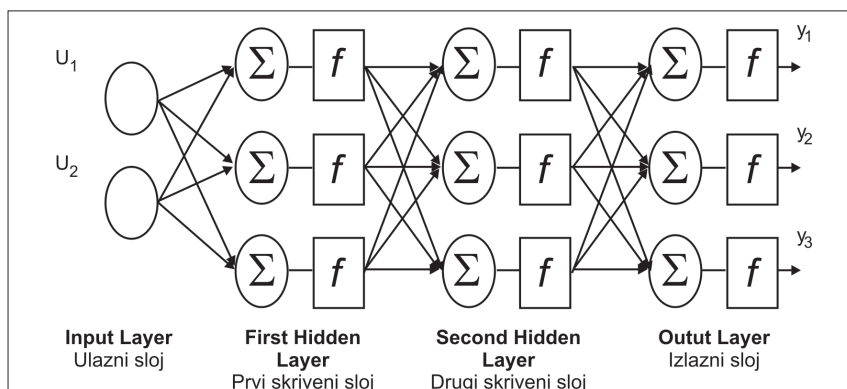 U1
y1
Σ f Σ f Σ f
U2
y2
Σ f Σ f Σ f
y3
Σ f Σ f Σ f
Input Layer
Ulazni sloj
First Hidden
Layer
Prvi skriveni sloj
Second Hidden
Layer
Drugi skriveni sloj
Outut Layer
Izlazni sloj